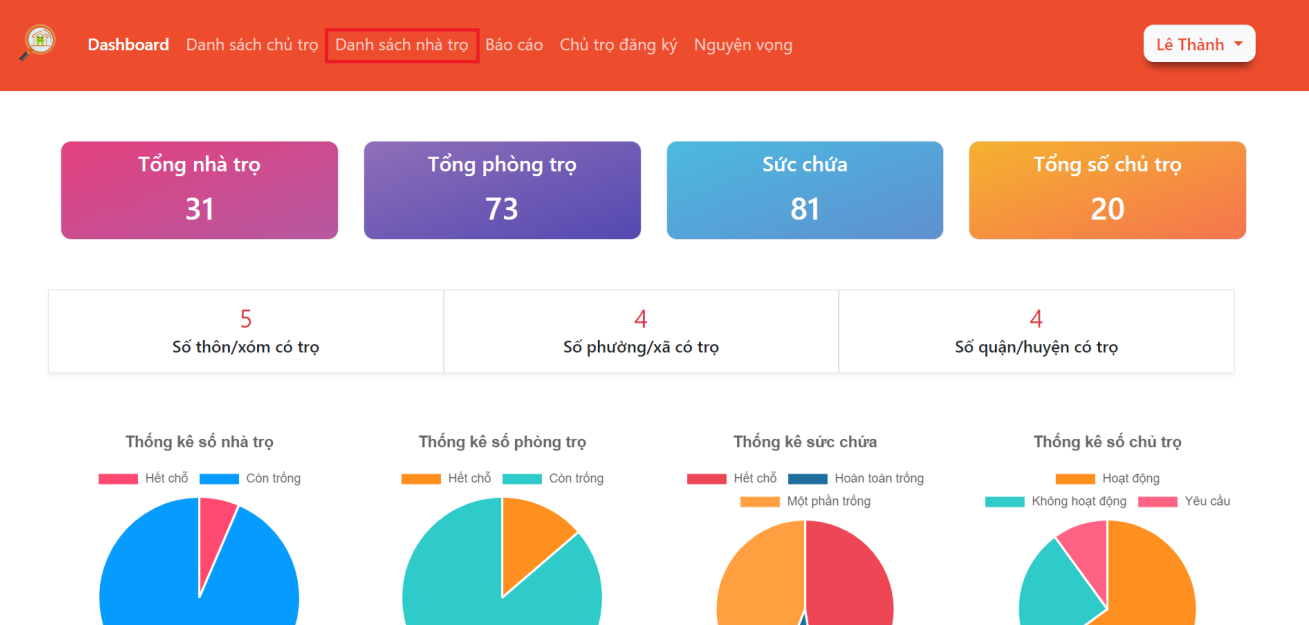 Dashboard Danh sách chủ trọ Danh sách nhà trọ Báo cáo Chủ trọ đăng ký Nguyện vọng Lê Thành
Tổng nhà trọ
31
Tổng phòng trọ
73
Sức chứa
81
Tổng số chủ trọ
20
5
Số thôn/xóm có trọ
4
Số phường/xã có trọ
4
Số quận/huyện có trọ
Thống kê số nhà trọ
Hết chỗ Còn trống
Thống kê số phòng trọ
Hết chỗ Còn trống
Thống kê sức chứa
Hết chỗ Hoàn toàn trống
Một phần trống
Thống kê số chủ trọ
Hoạt động
Không hoạt động Yêu cầu